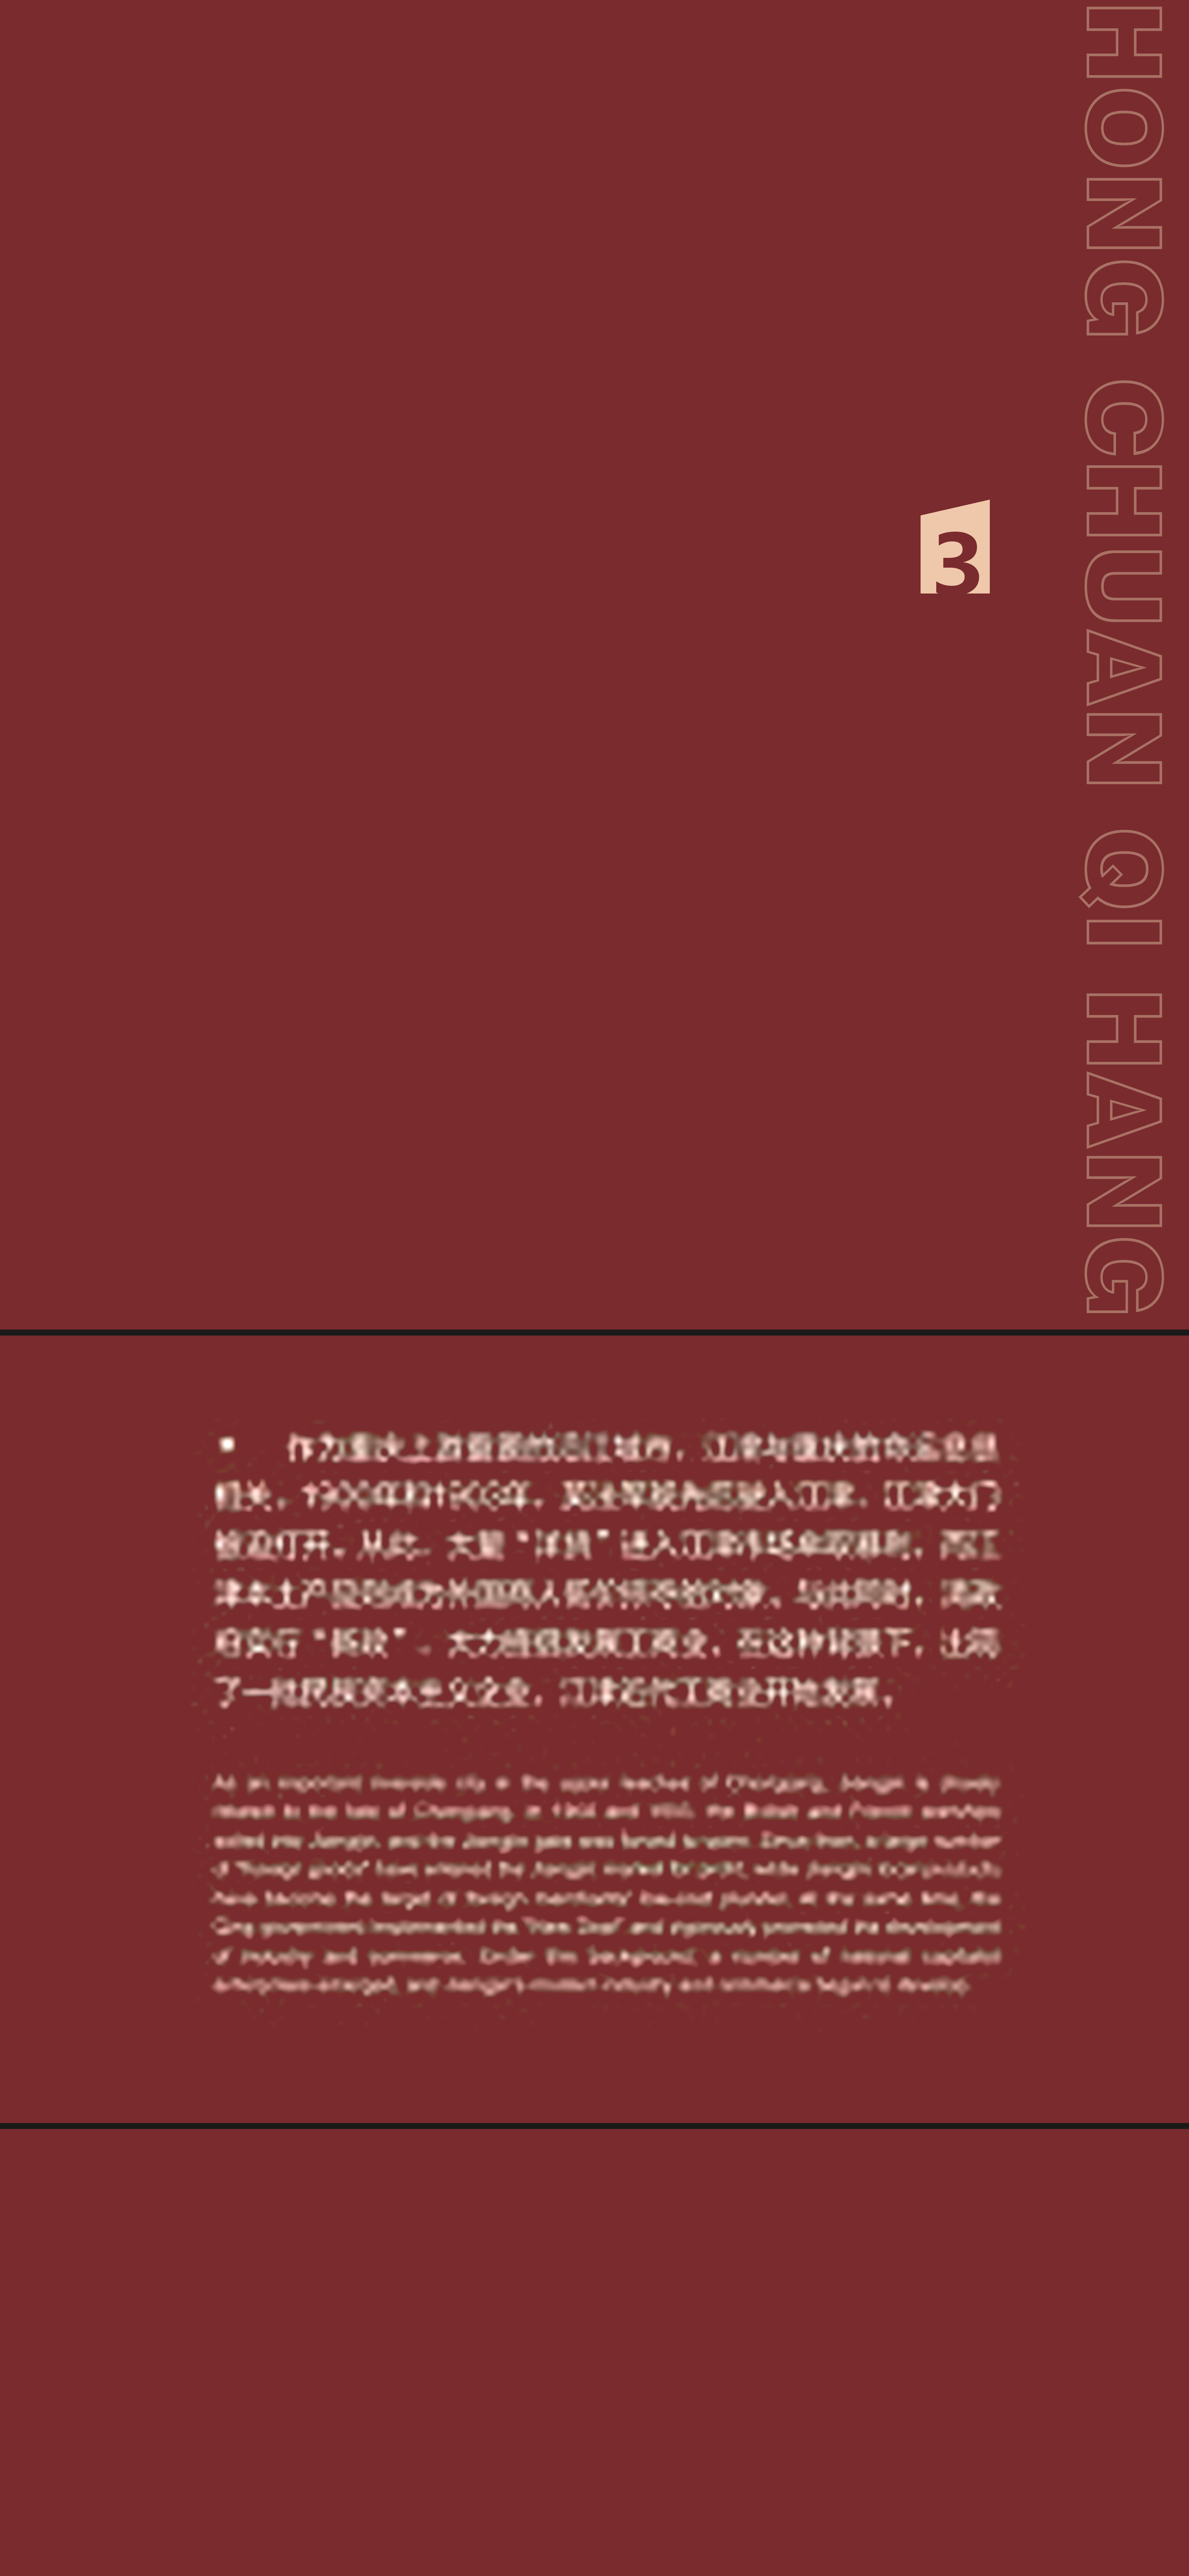 HONG CHUAN QI HANG
3
作为重庆上游重要的沿江城市，江津与重庆的命运息息
相关。1900年和1903年，英法军舰先后驶入江津，江津大门
被迫打开。从此，大量“洋货”进入江津市场牟取暴利，而江
津本土产品则成为外国商人低价掠夺的对象。与此同时，清政
府实行“新政”，大力提倡发展工商业，在这种背景下，出现
了一批民族资本主义企业，江津近代工商业开始发展。
As an important riverside city in the upper reaches of Chongqing, Jiangjin is closely
related to the fate of Chongqing. In 1900 and 1903, the British and French warships
sailed into Jiangjin, and the Jiangjin gate was forced to open. Since then, a large number
of "foreign goods" have entered the Jiangjin market for profit, while Jiangjin's local products
have become the target of foreign merchants' low-cost plunder. At the same time, the
Qing government implemented the "New Deal" and vigorously promoted the development
of industry and commerce. Under this background, a number of national capitalist
enterprises emerged, and Jiangjin's modern industry and commerce began to develop.